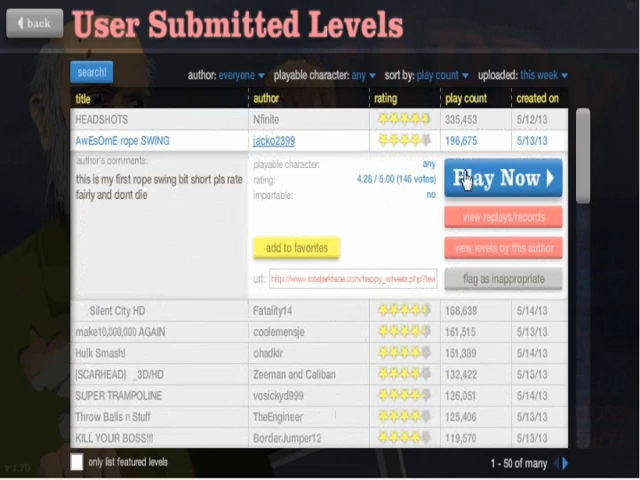 back
User Submitted Levels
search!
author: everyone playable character: any sort by: play count uploaded: this week
title author rating play count created on
HEADSHOTS Nfinite 335,453 5/12/13
AwEsOmE rope SWING jacko2399 196,675 5/13/13
author's comments:
this is my first rope swing bit short pls rate
fairly and dont die
playable character: any
rating: 4.28 / 5.00 (145 votes)
importable: no
Play Now
view replays/records
add to favorites
view levels by this author
url: http://www.totaljerkface.com/happy_wheels.php?lev
flag as inappropriate
Silent City HD Fatality14 168,639 5/14/13
make10,000,000 AGAIN coolemensje 161,515 5/13/13
Hulk Smash! ohadkir 151,389 5/14/13
|SCARHEAD| _3D/HD Zeeman and Caliban 132,422 5/13/13
SUPER TRAMPOLINE vosickyd999 126,051 5/14/13
Throw Balls n Stuff TheEngineer 125,406 5/13/13
KILL YOUR BOSS!!! BorderJumper12 119,570 5/13/13
only list featured levels
1 - 50 of many
v 1.70